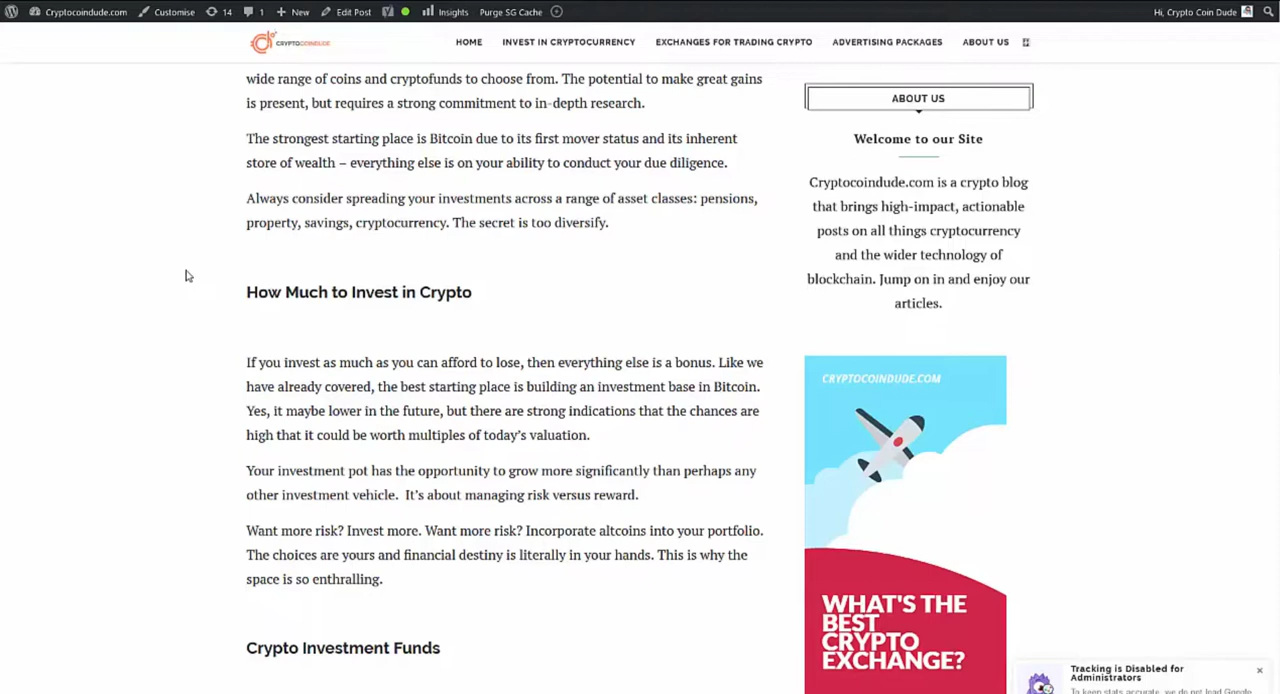 Cryptocoindude.com Customise 14 1 New Edit Post Insights Purge SG Cache Hi, Crypto Coin Dude
CRYPTOCOINDUDE HOME INVEST IN CRYPTOCURRENCY EXCHANGES FOR TRADING CRYPTO ADVERTISING PACKAGES ABOUT US
wide range of coins and cryptofunds to choose from. The potential to make great gains
is present, but requires a strong commitment to in-depth research.
The strongest starting place is Bitcoin due to its first mover status and its inherent
store of wealth – everything else is on your ability to conduct your due diligence.
Always consider spreading your investments across a range of asset classes: pensions,
property, savings, cryptocurrency. The secret is too diversify.
How Much to Invest in Crypto
If you invest as much as you can afford to lose, then everything else is a bonus. Like we
have already covered, the best starting place is building an investment base in Bitcoin.
Yes, it maybe lower in the future, but there are strong indications that the chances are
high that it could be worth multiples of today's valuation.
Your investment pot has the opportunity to grow more significantly than perhaps any
other investment vehicle. It's about managing risk versus reward.
Want more risk? Invest more. Want more risk? Incorporate altcoins into your portfolio.
The choices are yours and financial destiny is literally in your hands. This is why the
space is so enthralling.
Crypto Investment Funds
ABOUT US
Welcome to our Site
Cryptocoindude.com is a crypto blog
that brings high-impact, actionable
posts on all things cryptocurrency
and the wider technology of
blockchain. Jump on in and enjoy our
articles.
CRYPTOCOINDUDE.COM
WHAT'S THE
BEST
CRYPTO
EXCHANGE?
Tracking is Disabled for
Administrators
To keep stats accurate, we do not load Google